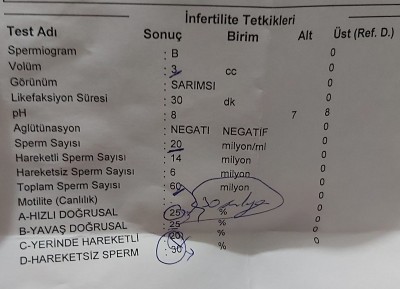 İnfertilite Tetkikleri
Test Adı Sonuç Birim Alt Üst (Ref. D.)
Spermiogram : B 0
Volüm : 3 cc 0
Görünüm : SARIMSI 0
Likefaksiyon Süresi : 30 dk 0
pH : 8 7 8
Aglütünasyon : NEGATİ NEGATİF 0
Sperm Sayısı : 20 milyon/ml 0
Hareketli Sperm Sayısı : 14 milyon 0
Hareketsiz Sperm Sayısı : 6 milyon 0
Toplam Sperm Sayısı : 60 milyon 0
Motilite (Canlılık) : 0
A-HIZLI DOĞRUSAL : 25 % 0
B-YAVAŞ DOĞRUSAL : 25 % 0
C-YERİNDE HAREKETLİ : 20 % 0
D-HAREKETSİZ SPERM : 30 % 0